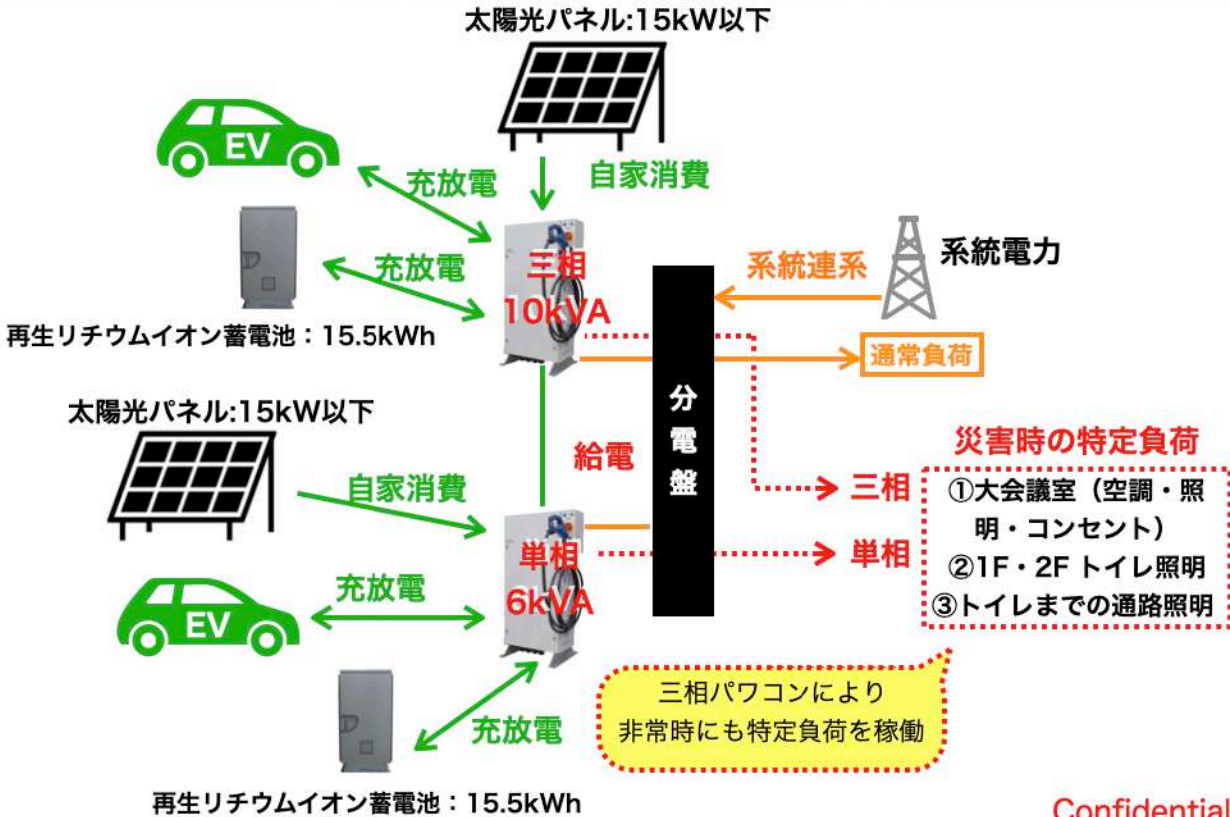 太陽光パネル:15kW以下
EV
充放電
自家消費
充放電
三相
10kVA
再生リチウムイオン蓄電池：15.5kWh
系統連系
系統電力
通常負荷
分電盤
太陽光パネル:15kW以下
自家消費
給電
災害時の特定負荷
三相
単相
①大会議室（空調・照
明・コンセント）
②1F・2F トイレ照明
③トイレまでの通路照明
単相
6kVA
EV
充放電
充放電
三相パワコンにより
非常時にも特定負荷を稼働
再生リチウムイオン蓄電池：15.5kWh
Confidential